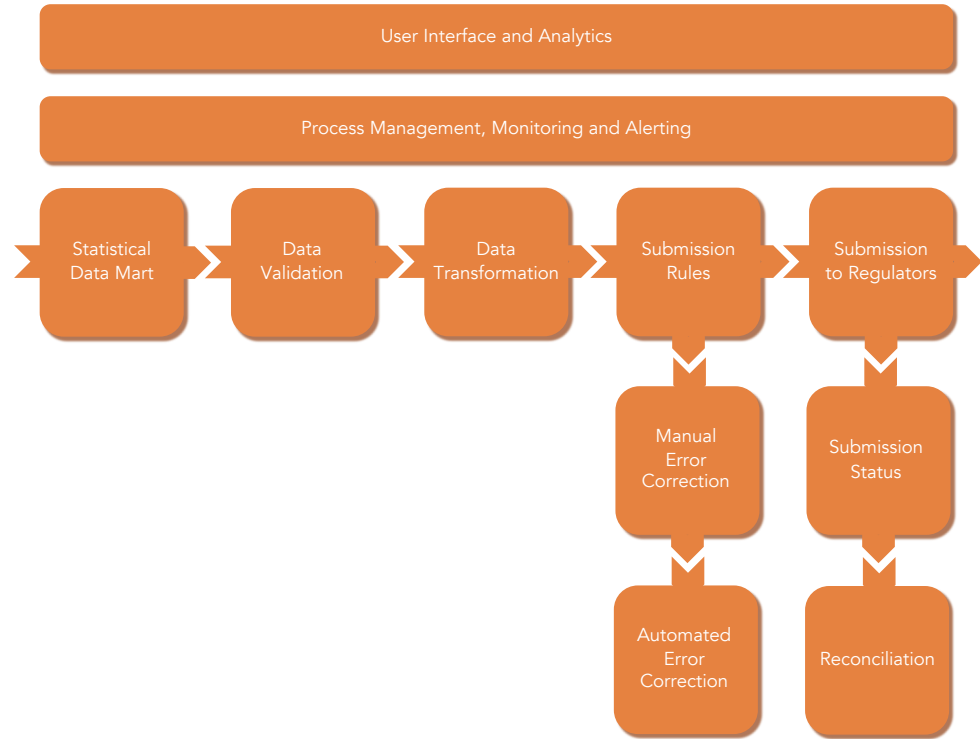 User Interface and Analytics
Process Management, Monitoring and Alerting
Statistical
Data Mart
Data
Validation
Data
Transformation
Submission
Rules
Submission
to Regulators
Manual
Error
Correction
Submission
Status
Automated
Error
Correction
Reconciliation